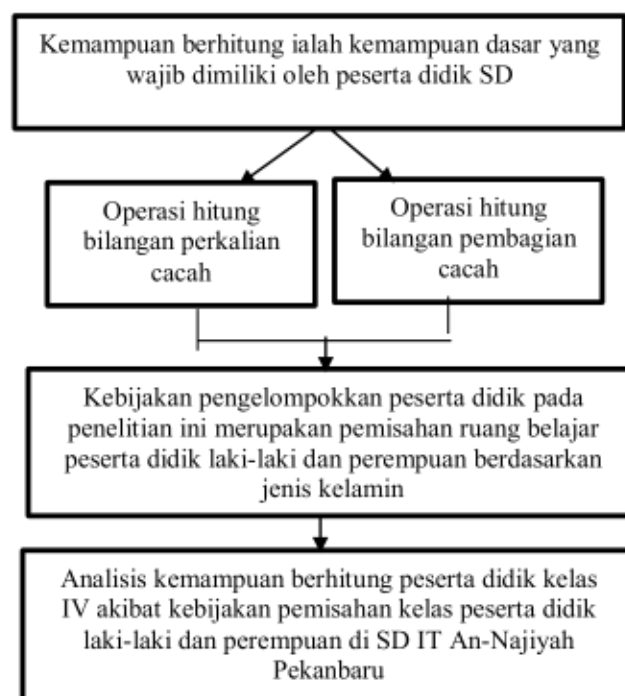 Kemampuan berhitung ialah kemampuan dasar yang
wajib dimiliki oleh peserta didik SD
Operasi hitung
bilangan perkalian
cacah
Operasi hitung
bilangan pembagian
cacah
Kebijakan pengelompokkan peserta didik pada
penelitian ini merupakan pemisahan ruang belajar
peserta didik laki-laki dan perempuan berdasarkan
jenis kelamin
Analisis kemampuan berhitung peserta didik kelas
IV akibat kebijakan pemisahan kelas peserta didik
laki-laki dan perempuan di SD IT An-Najiyah
Pekanbaru